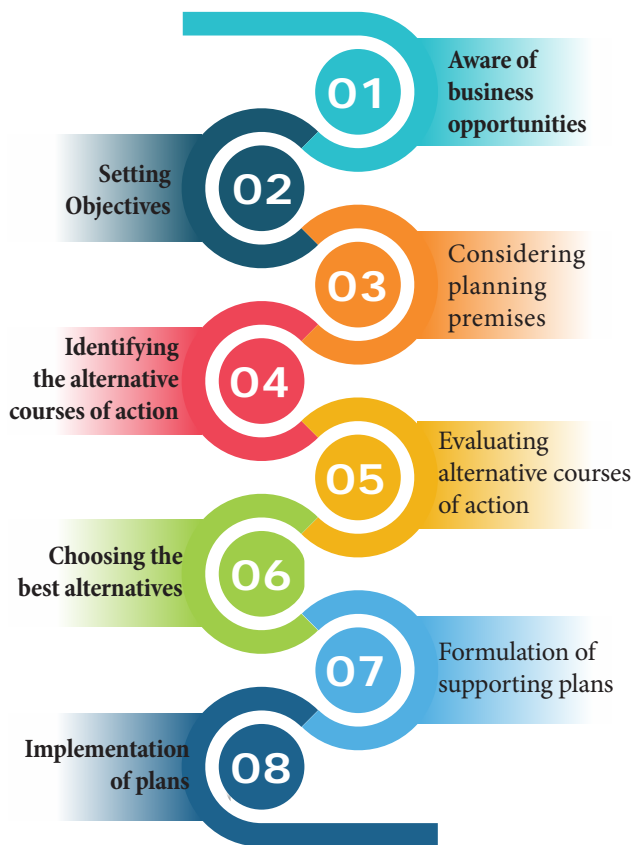 01
Aware of
business
opportunities
02
Setting
Objectives
03
Considering
planning
premises
04
Identifying
the alternative
courses of action
05
Evaluating
alternative courses
of action
06
Choosing the
best alternatives
07
Formulation of
supporting plans
08
Implementation
of plans